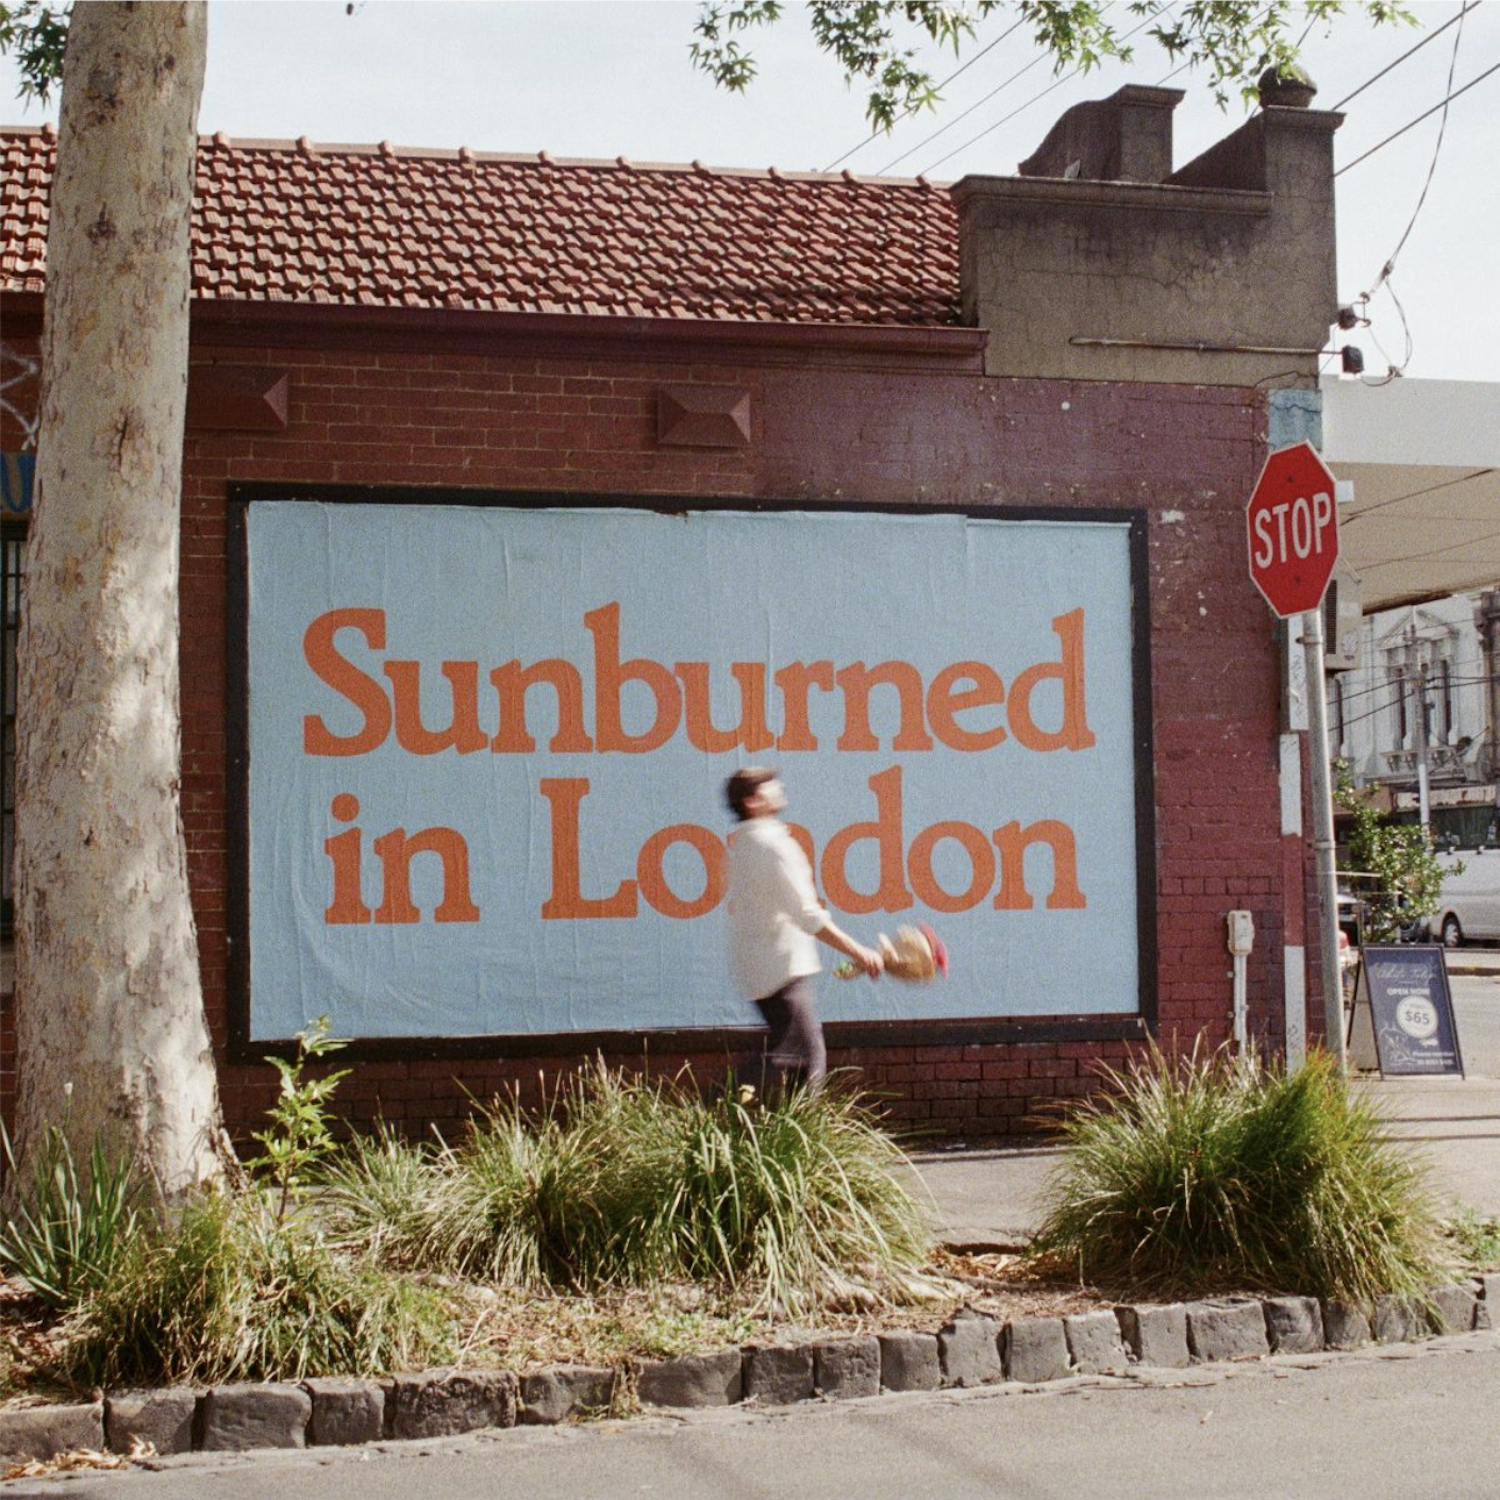 Sunburned
in London
STOP
OPEN NOW
$65